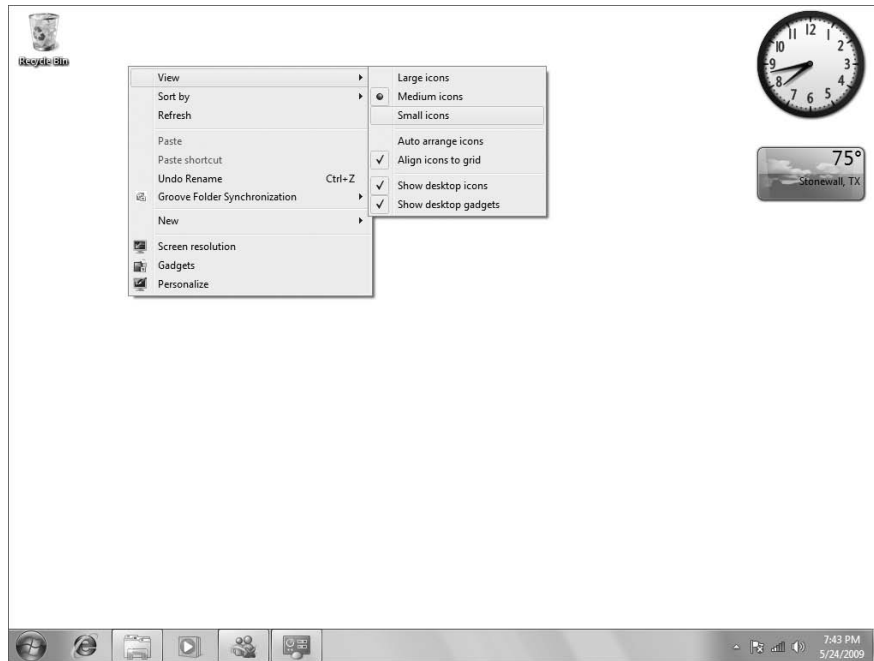 Recycle Bin
View
Sort by
Refresh
Paste
Paste shortcut
Undo Rename Ctrl+Z
Groove Folder Synchronization
New
Screen resolution
Gadgets
Personalize
Large icons
Medium icons
Small icons
Auto arrange icons
Align icons to grid
Show desktop icons
Show desktop gadgets
11 12 1
10 2
9 3
8 4
7 6 5
75°
Stonewall, TX
7:43 PM
5/24/2009